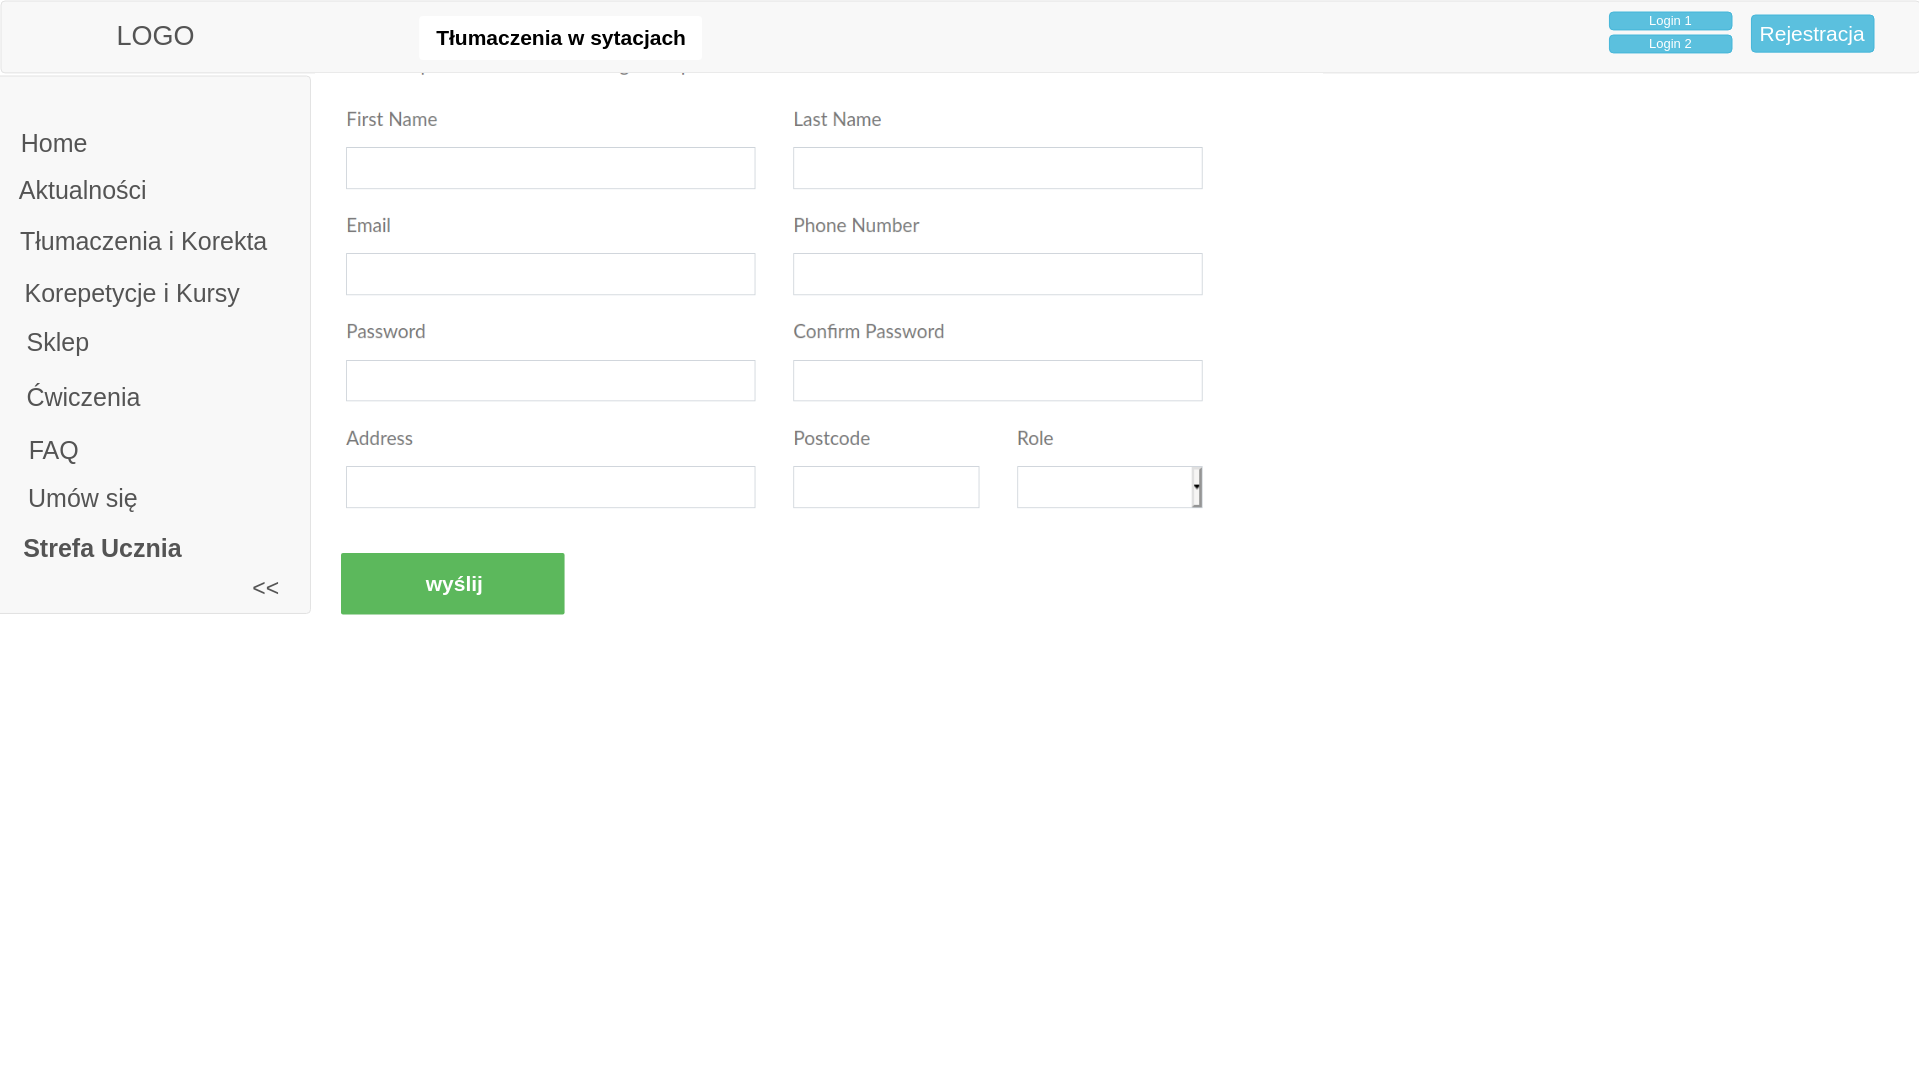 LOGO
Tłumaczenia w sytacjach
Login 1
Login 2
Rejestracja
Home
Aktualności
Tłumaczenia i Korekta
Korepetycje i Kursy
Sklep
Ćwiczenia
FAQ
Umów się
Strefa Ucznia
<<
First Name
Last Name
Email
Phone Number
Password
Confirm Password
Address
Postcode
Role
wyślij